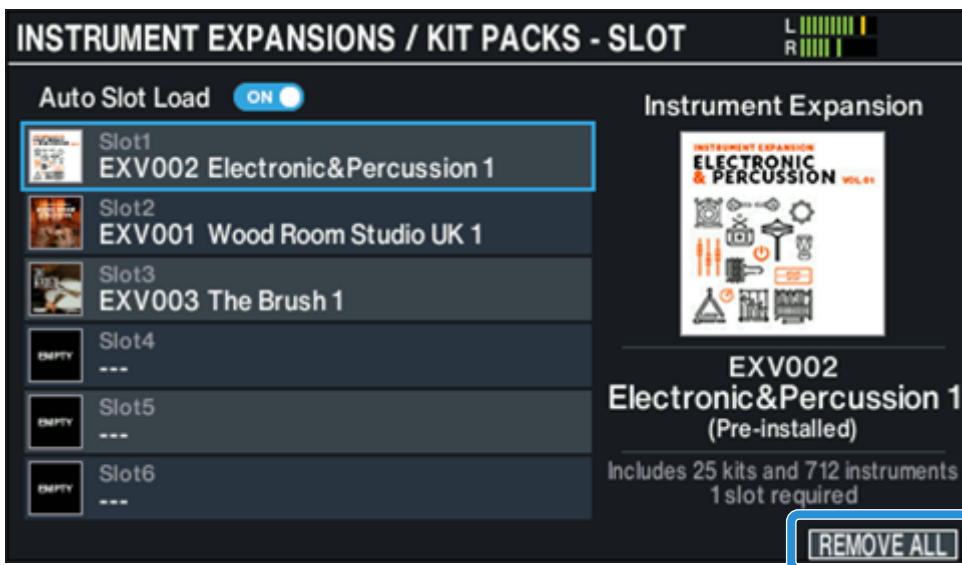 INSTRUMENT EXPANSIONS / KIT PACKS - SLOT
L
R
Auto Slot Load ON
Slot1
EXV002 Electronic&Percussion 1
Slot2
EXV001 Wood Room Studio UK 1
Slot3
EXV003 The Brush 1
EMPTY
Slot4
---
EMPTY
Slot5
---
EMPTY
Slot6
---
Instrument Expansion
INSTRUMENT EXPANSION
ELECTRONIC
& PERCUSSION VOL.01
EXV002
Electronic&Percussion 1
(Pre-installed)
Includes 25 kits and 712 instruments
1 slot required
REMOVE ALL